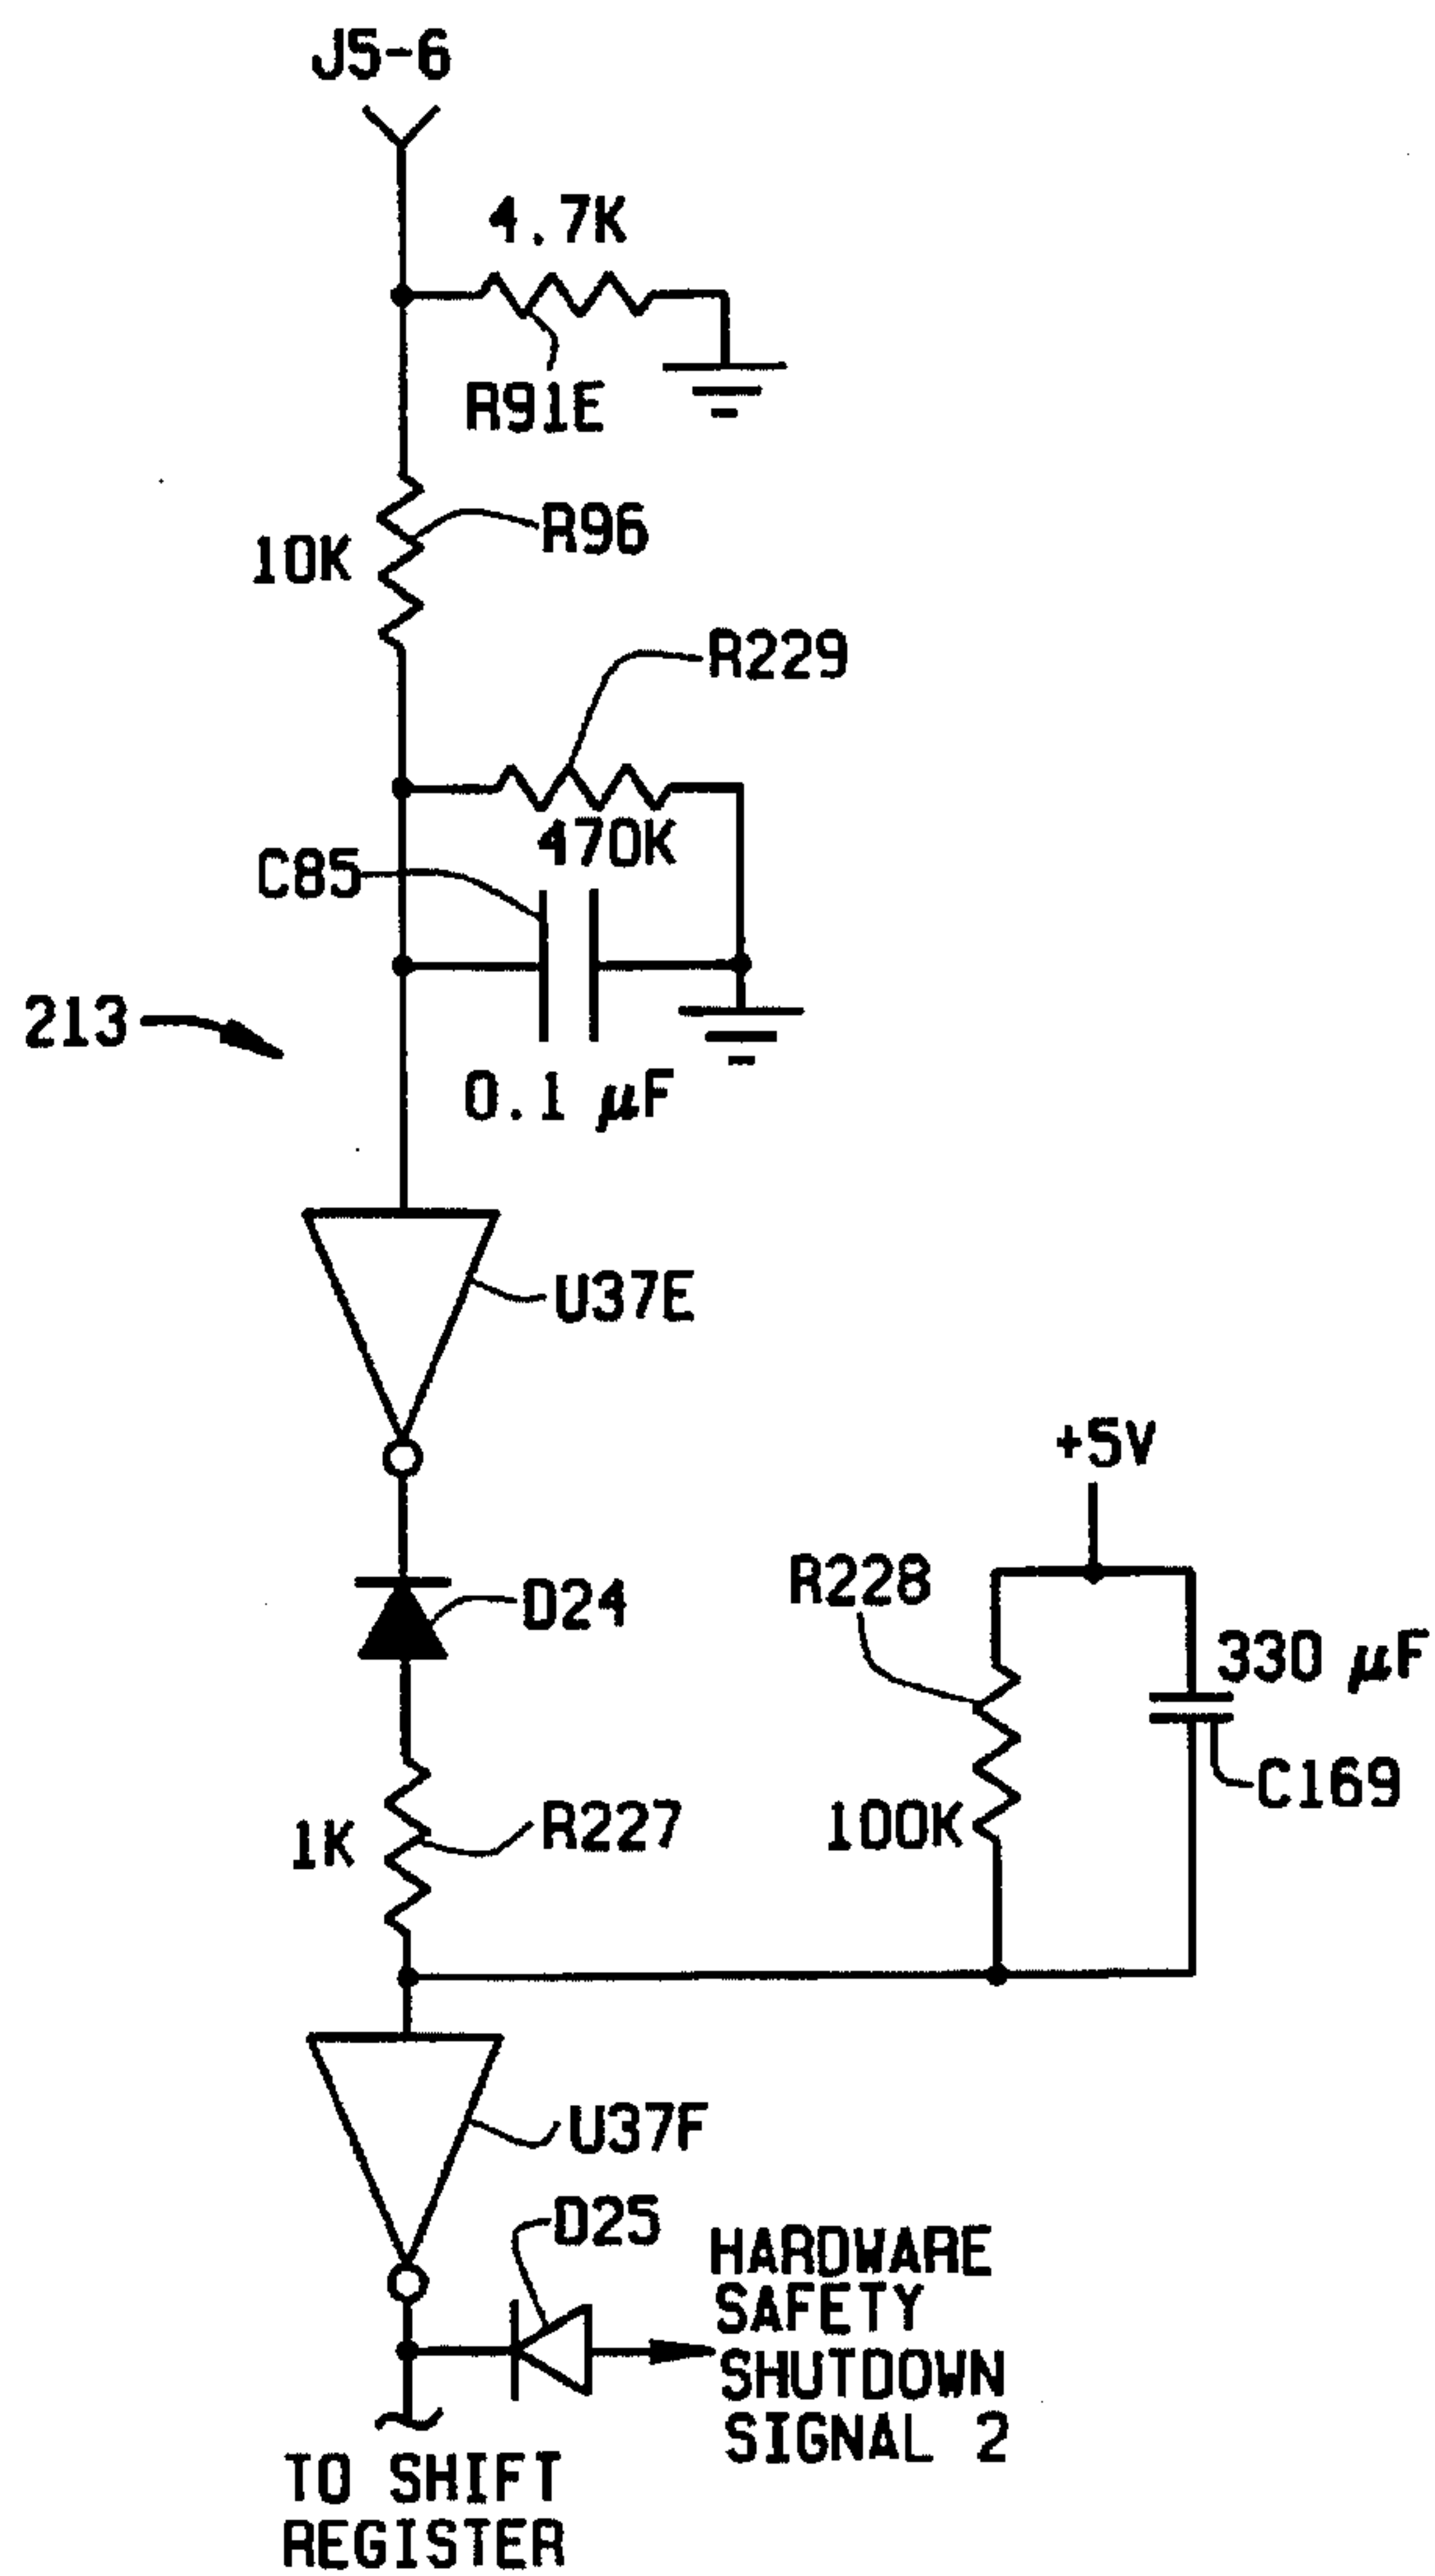 J5-6
4.7K
R91E
R96
10K
R229
470K
C85
213
0.1 µF
U37E
+5V
R228
D24
330 µF
C169
R227
1K
100K
U37F
D25
HARDWARE
SAFETY
SHUTDOWN
SIGNAL 2
TO SHIFT
REGISTER